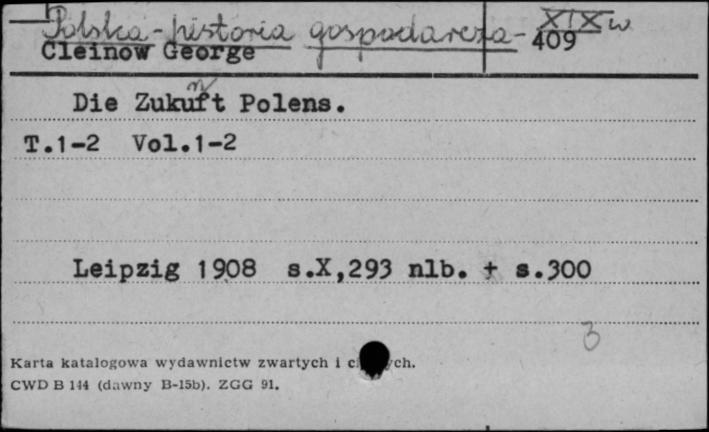 Polska - historia gospodarcza - XIX w
Cleinow George 409
Die Zukuft Polens.
n
T.1-2 Vol.1-2
Leipzig 1908 s.X,293 nlb. + s.300
3
Karta katalogowa wydawnictw zwartych i ch.
CWD B 144 (dawny B-15b). ZGG 91.